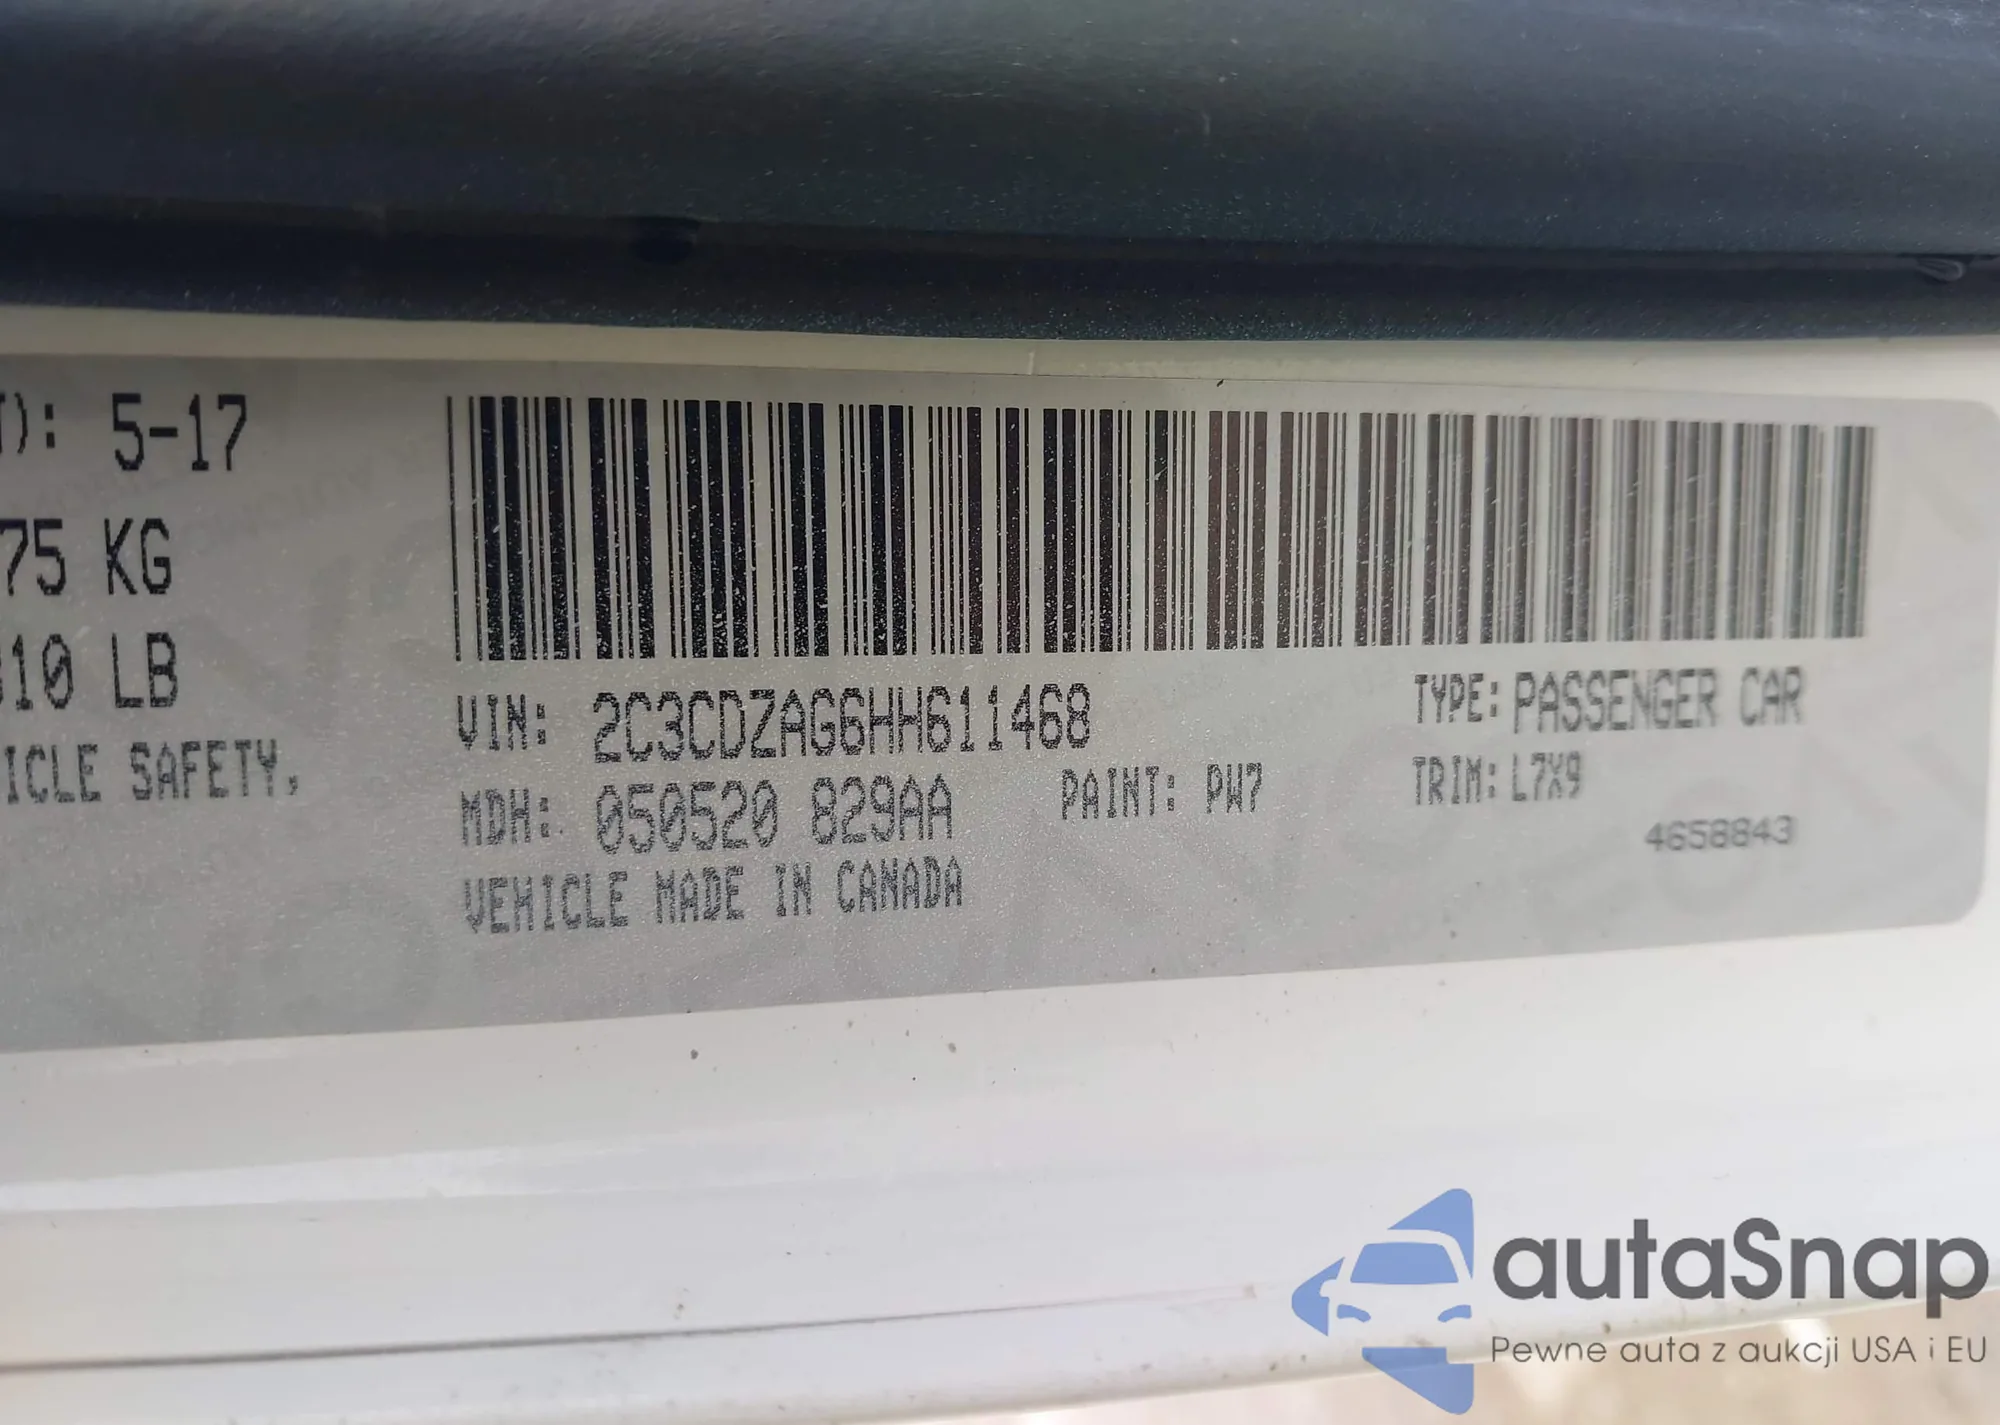 ): 5-17
75 KG
10 LB
ICLE SAFETY,
VIN: 2C3CDZAG6HH611468
TYPE: PASSENGER CAR
MDH: 050520 829AA
PAINT: PW7
TRIM: L7X9
4658843
VEHICLE MADE IN CANADA
autaSnap
Pewne auta z aukcji USA i EU